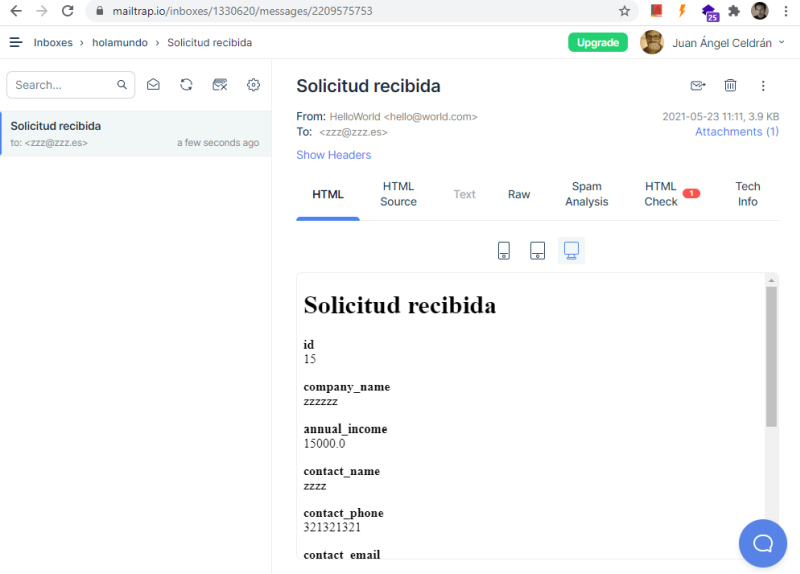 mailtrap.io/inboxes/1330620/messages/2209575753
25
Inboxes > holamundo > Solicitud recibida
Upgrade
Juan Ángel Celdrán
Search...
Solicitud recibida
to: <zzz@zzz.es>
a few seconds ago
Solicitud recibida
From: HelloWorld <hello@world.com>
2021-05-23 11:11, 3.9 KB
To: <zzz@zzz.es>
Attachments (1)
Show Headers
HTML
HTML
Source
Text
Raw
Spam
Analysis
HTML
Check
1
Tech
Info
Solicitud recibida
id
15
company_name
zzzzzz
annual_income
15000.0
contact_name
zzzz
contact_phone
321321321
contact_email